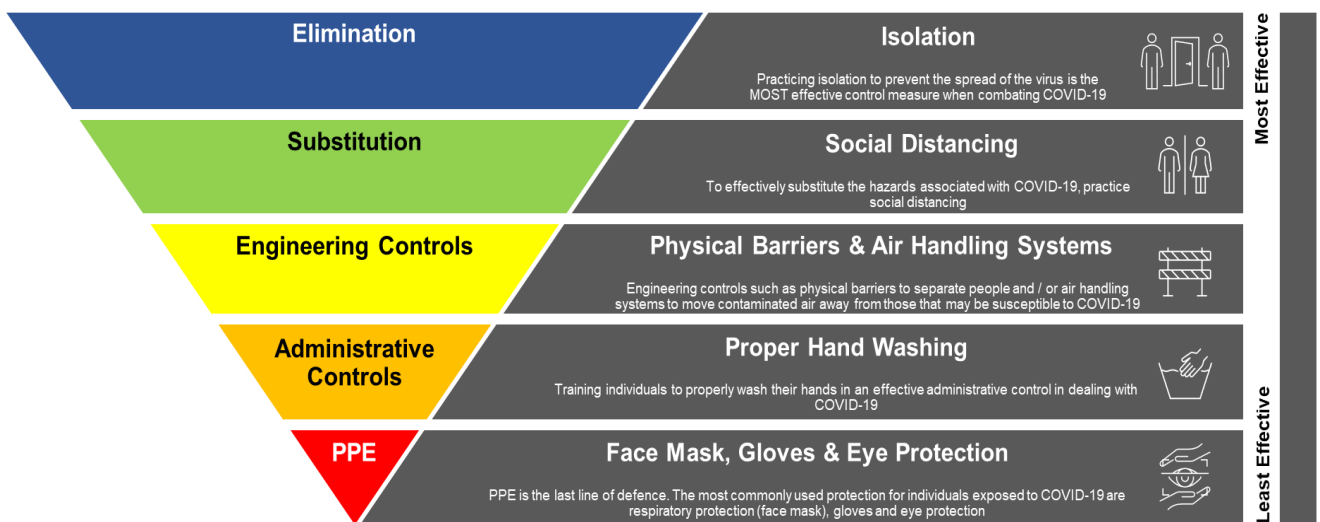 Elimination
Isolation
Practicing isolation to prevent the spread of the virus is the
MOST effective control measure when combating COVID-19
Most Effective
Substitution
Social Distancing
To effectively substitute the hazards associated with COVID-19, practice
social distancing
Engineering Controls
Physical Barriers & Air Handling Systems
Engineering controls such as physical barriers to separate people and / or air handling
systems to move contaminated air away from those that may be susceptible to COVID-19
Administrative
Controls
Proper Hand Washing
Training individuals to properly wash their hands in an effective administrative control in dealing with
COVID-19
PPE
Face Mask, Gloves & Eye Protection
PPE is the last line of defence. The most commonly used protection for individuals exposed to COVID-19 are
respiratory protection (face mask), gloves and eye protection
Least Effective